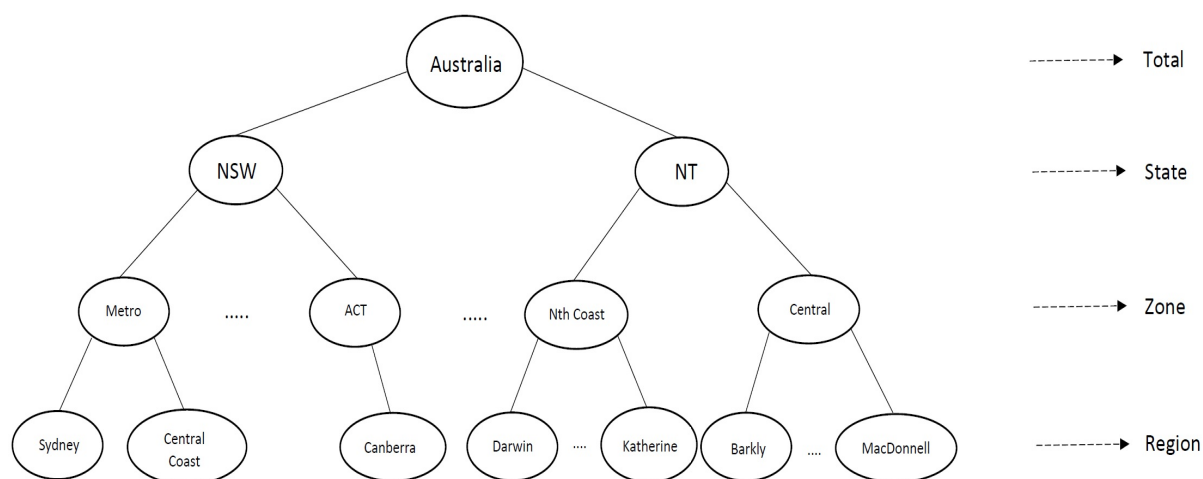 Australia
Total
NSW
NT
State
Metro
.....
ACT
.....
Nth Coast
Central
Zone
Sydney
Central
Coast
Canberra
Darwin
....
Katherine
Barkly
....
MacDonnell
Region